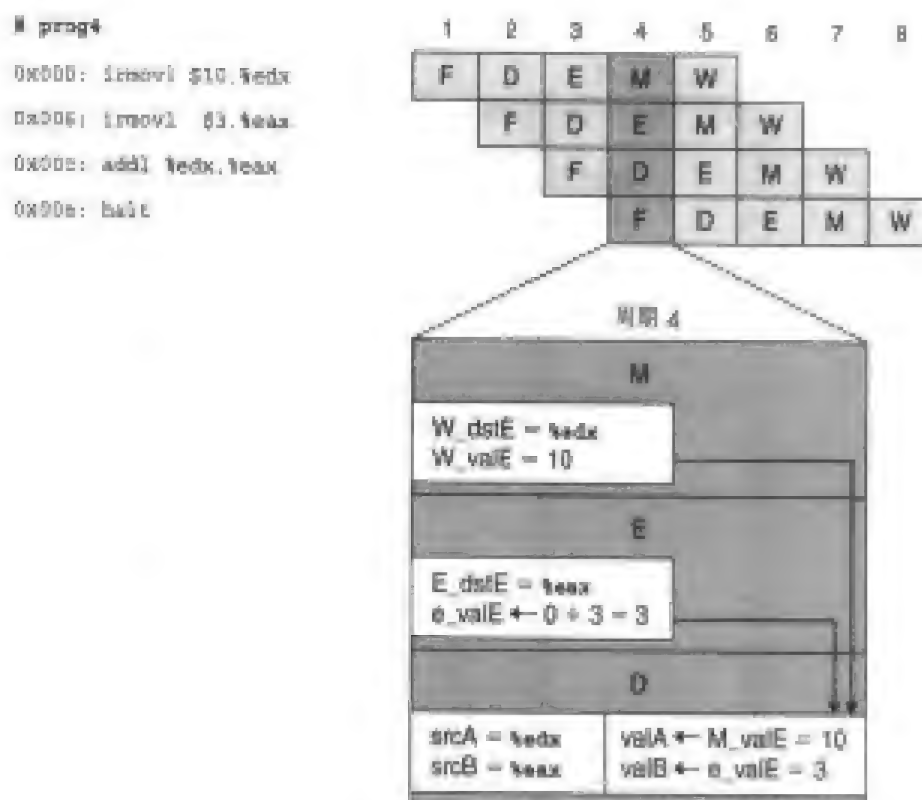 # prog4
0x000: irmovl $10,%edx
0x006: irmovl $3,%eax
0x00c: addl %edx,%eax
0x00e: halt
1 2 3 4 5 6 7 8
F D E M W
F D E M W
F D E M W
F D E M W
周期 4
M
W_dstE = %edx
W_valE = 10
E
E_dstE = %eax
e_valE ← 0 + 3 = 3
D
srcA = %edx
srcB = %eax
valA ← M_valE = 10
valB ← e_valE = 3